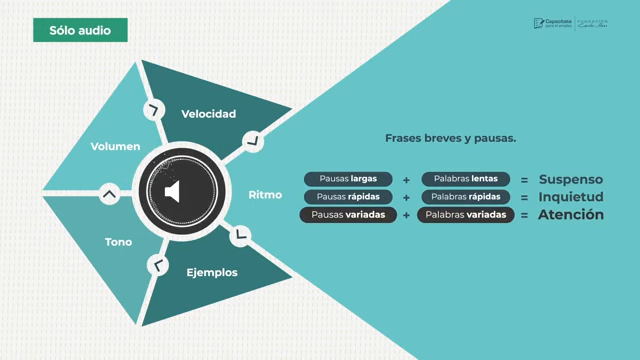 Sólo audio
Capacítate
para el empleo
FUNDACIÓN
Carlos Slim
Velocidad
Volumen
Ritmo
Tono
Ejemplos
Frases breves y pausas.
Pausas largas + Palabras lentas = Suspenso
Pausas rápidas + Palabras rápidas = Inquietud
Pausas variadas + Palabras variadas = Atención